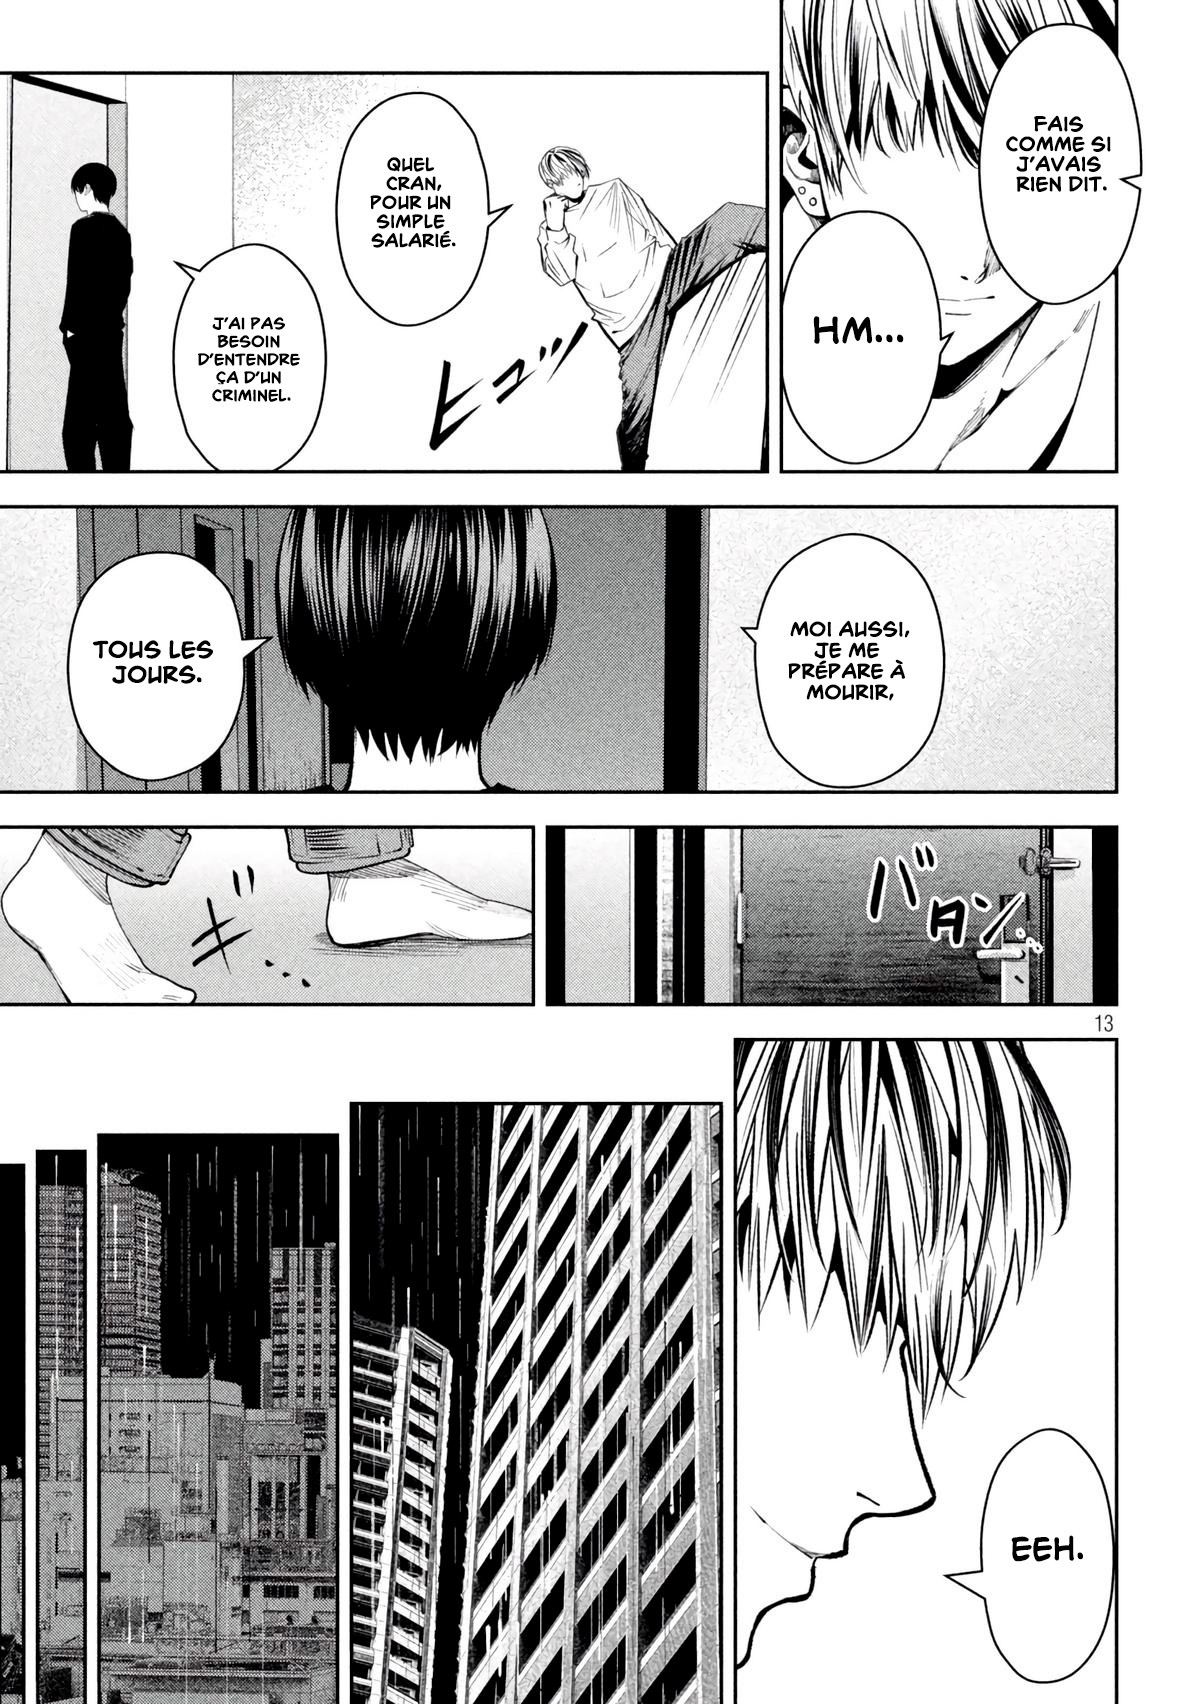 FAIS
COMME SI
J'AVAIS
RIEN DIT.
HM...
QUEL
CRAN,
POUR UN
SIMPLE
SALARIÉ.
ヒュッ
J'AI PAS
BESOIN
D'ENTENDRE
ÇA D'UN
CRIMINEL.
MOI AUSSI,
JE ME
PRÉPARE À
MOURIR,
TOUS LES
JOURS.
バタン...
ギッ...
13
EEH.